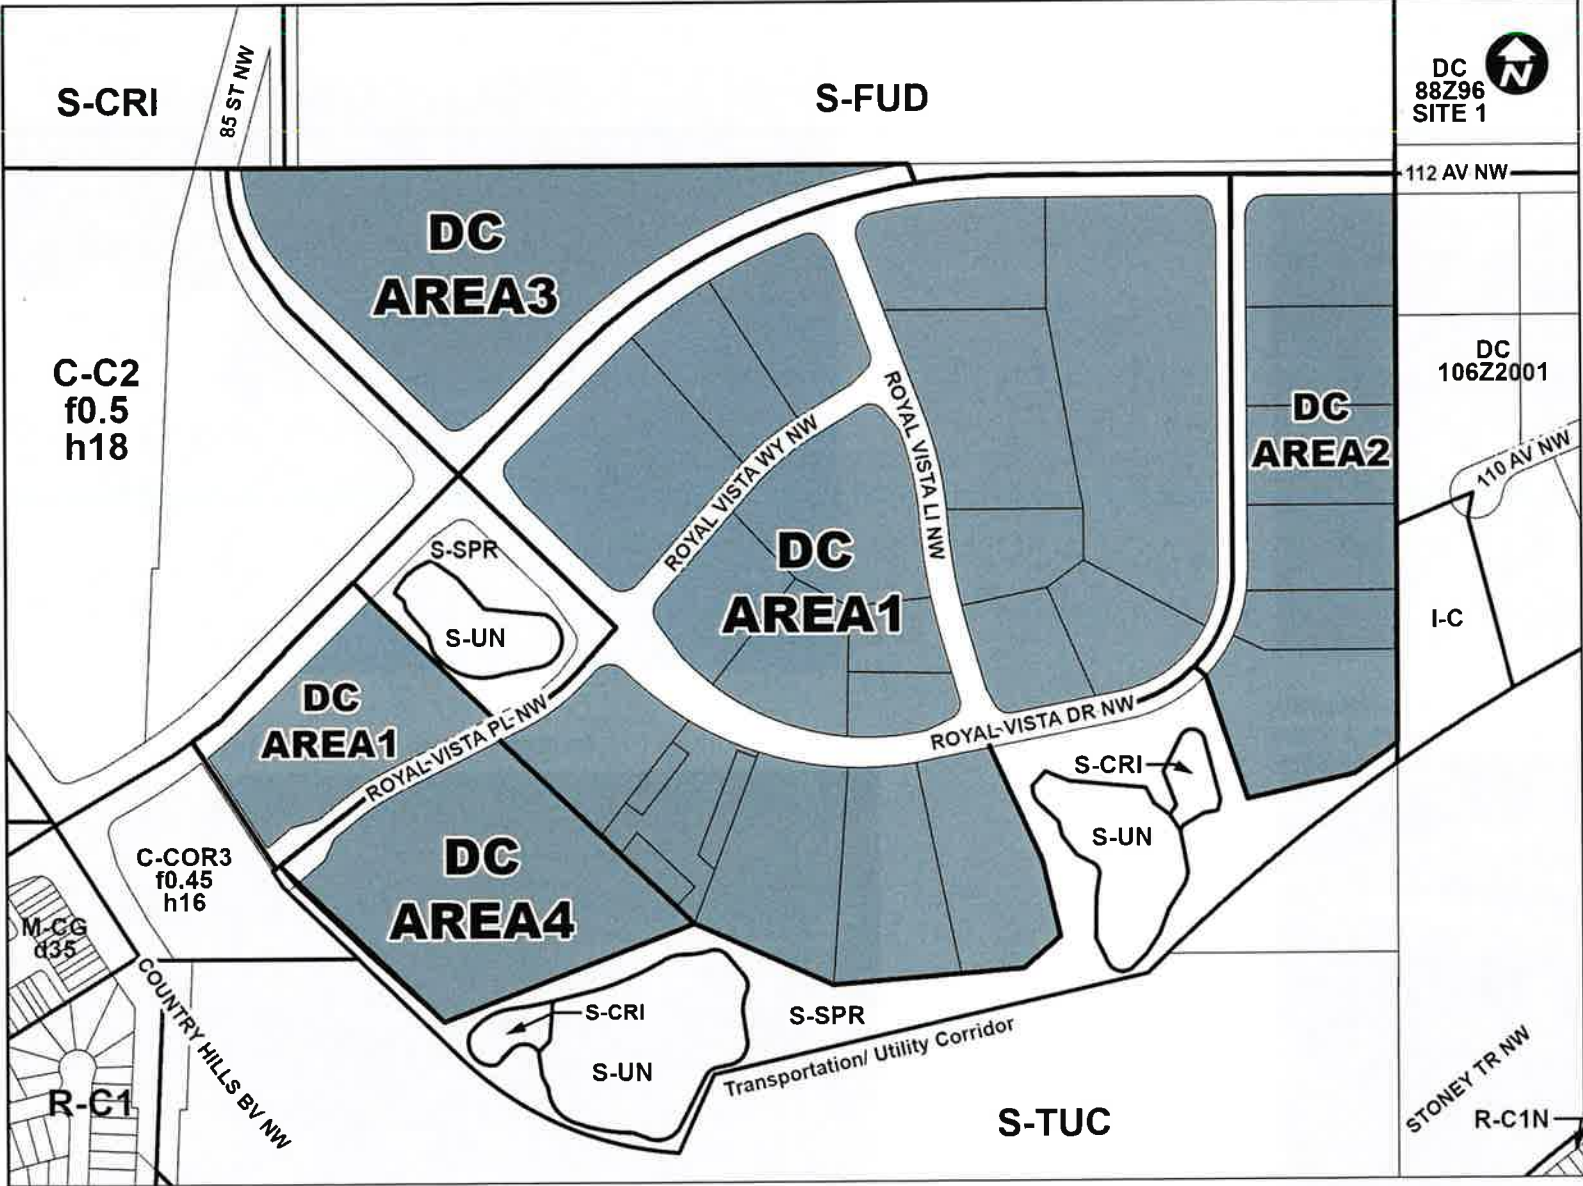 S-CRI
85 ST NW
S-FUD
DC
88Z96
SITE 1
N
112 AV NW
DC
AREA3
C-C2
f0.5
h18
DC
106Z2001
DC
AREA2
110 AV NW
ROYAL VISTA WY NW
ROYAL VISTA LI NW
S-SPR
S-UN
DC
AREA1
I-C
DC
AREA1
ROYAL VISTA PL NW
ROYAL VISTA DR NW
S-CRI
S-UN
C-COR3
f0.45
h16
DC
AREA4
M-CG
d35
COUNTRY HILLS BV NW
S-CRI
S-UN
S-SPR
Transportation/ Utility Corridor
R-C1
S-TUC
STONEY TR NW
R-C1N